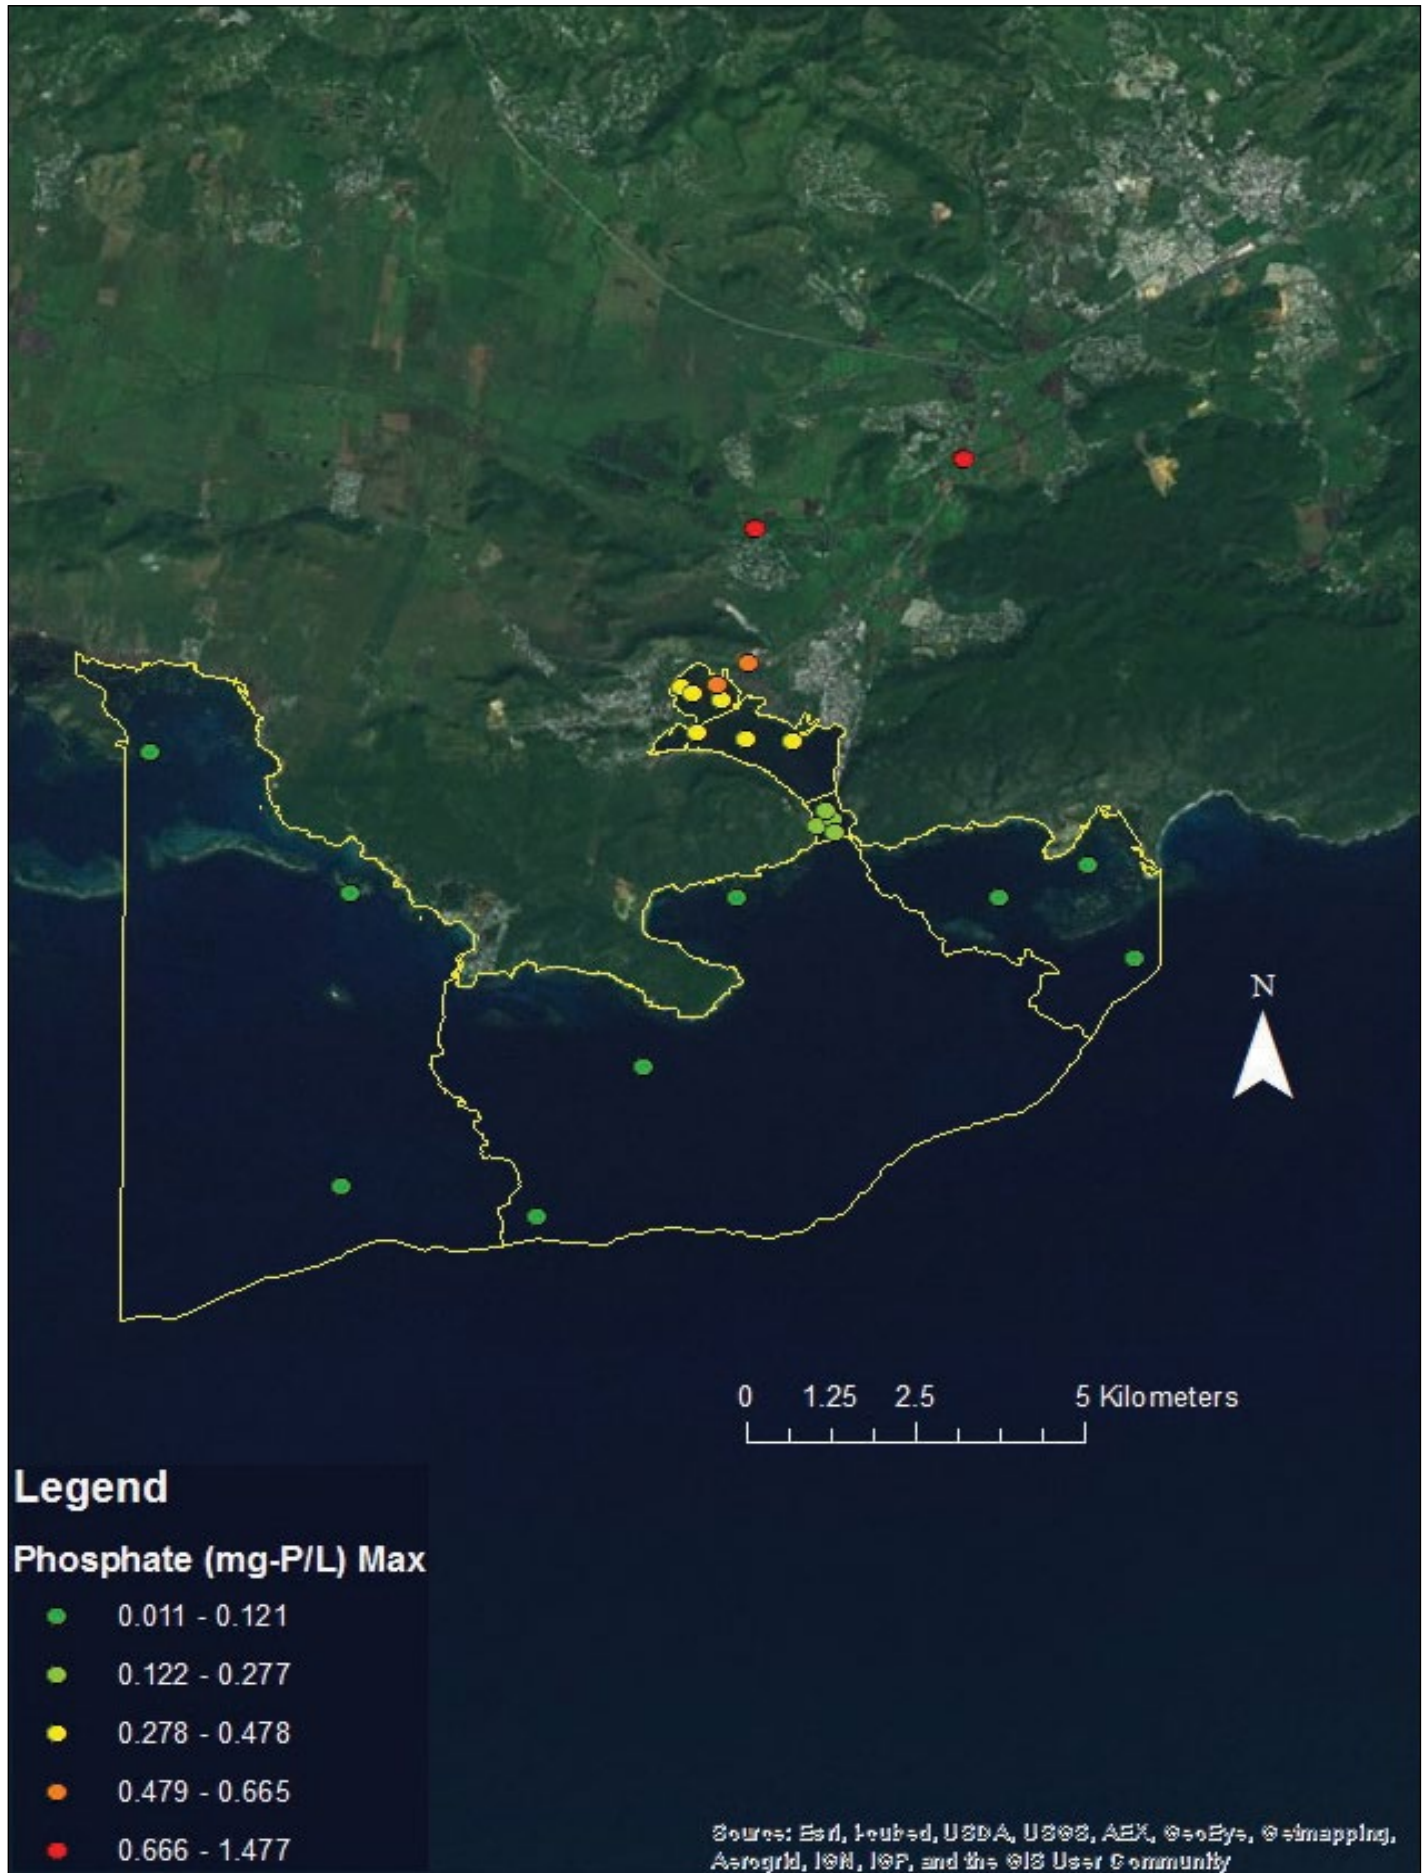 N
0 1.25 2.5 5 Kilometers
Legend
Phosphate (mg-P/L) Max
0.011 - 0.121
0.122 - 0.277
0.278 - 0.478
0.479 - 0.665
0.666 - 1.477
Source: Esri, i-cubed, USDA, USGS, AEX, GeoEye, Getmapping,
Aerogrid, IGN, IGP, and the GIS User Community